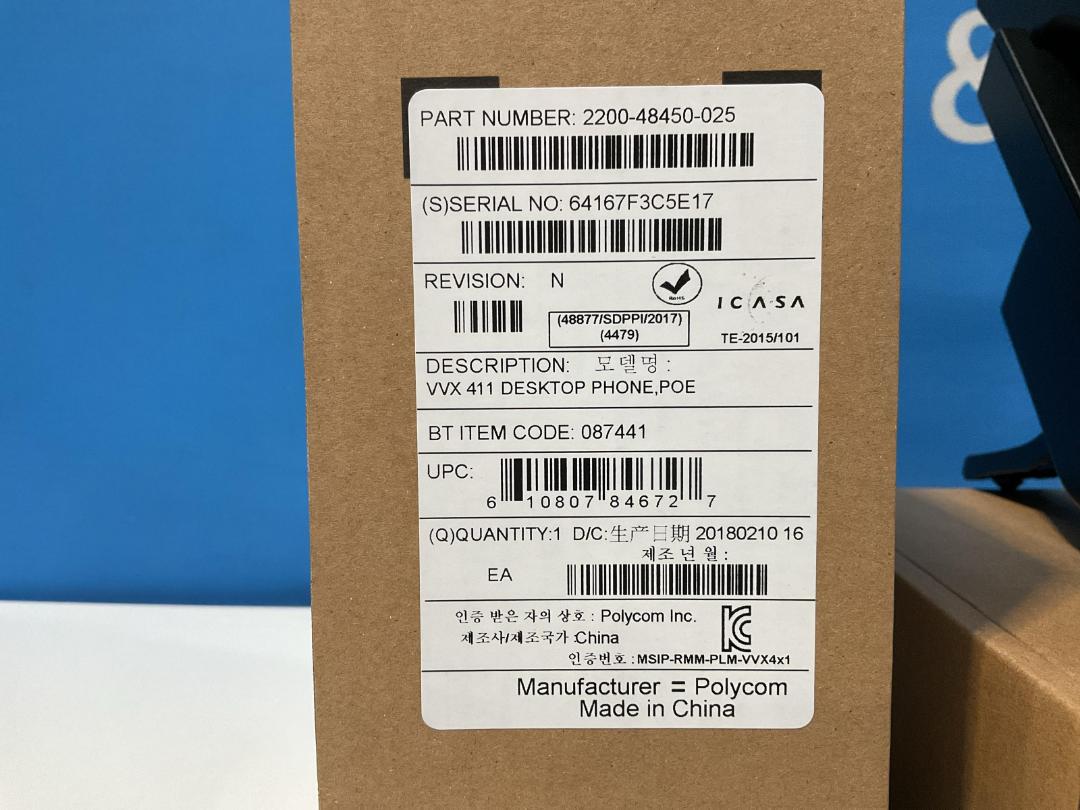 &
PART NUMBER: 2200-48450-025
(S)SERIAL NO: 64167F3C5E17
REVISION: N
RoHS
(48877/SDPPI/2017)
(4479)
ICASA
TE-2015/101
DESCRIPTION: 모델명 :
VVX 411 DESKTOP PHONE,POE
BT ITEM CODE: 087441
UPC:
6 10807 84672 7
(Q)QUANTITY:1 D/C:生产日期 20180210 16
제조년월 :
EA
인증 받은 자의 상호 : Polycom Inc.
제조사/제조국가 :China
인증번호 : MSIP-RMM-PLM-VVX4x1
Manufacturer = Polycom
Made in China